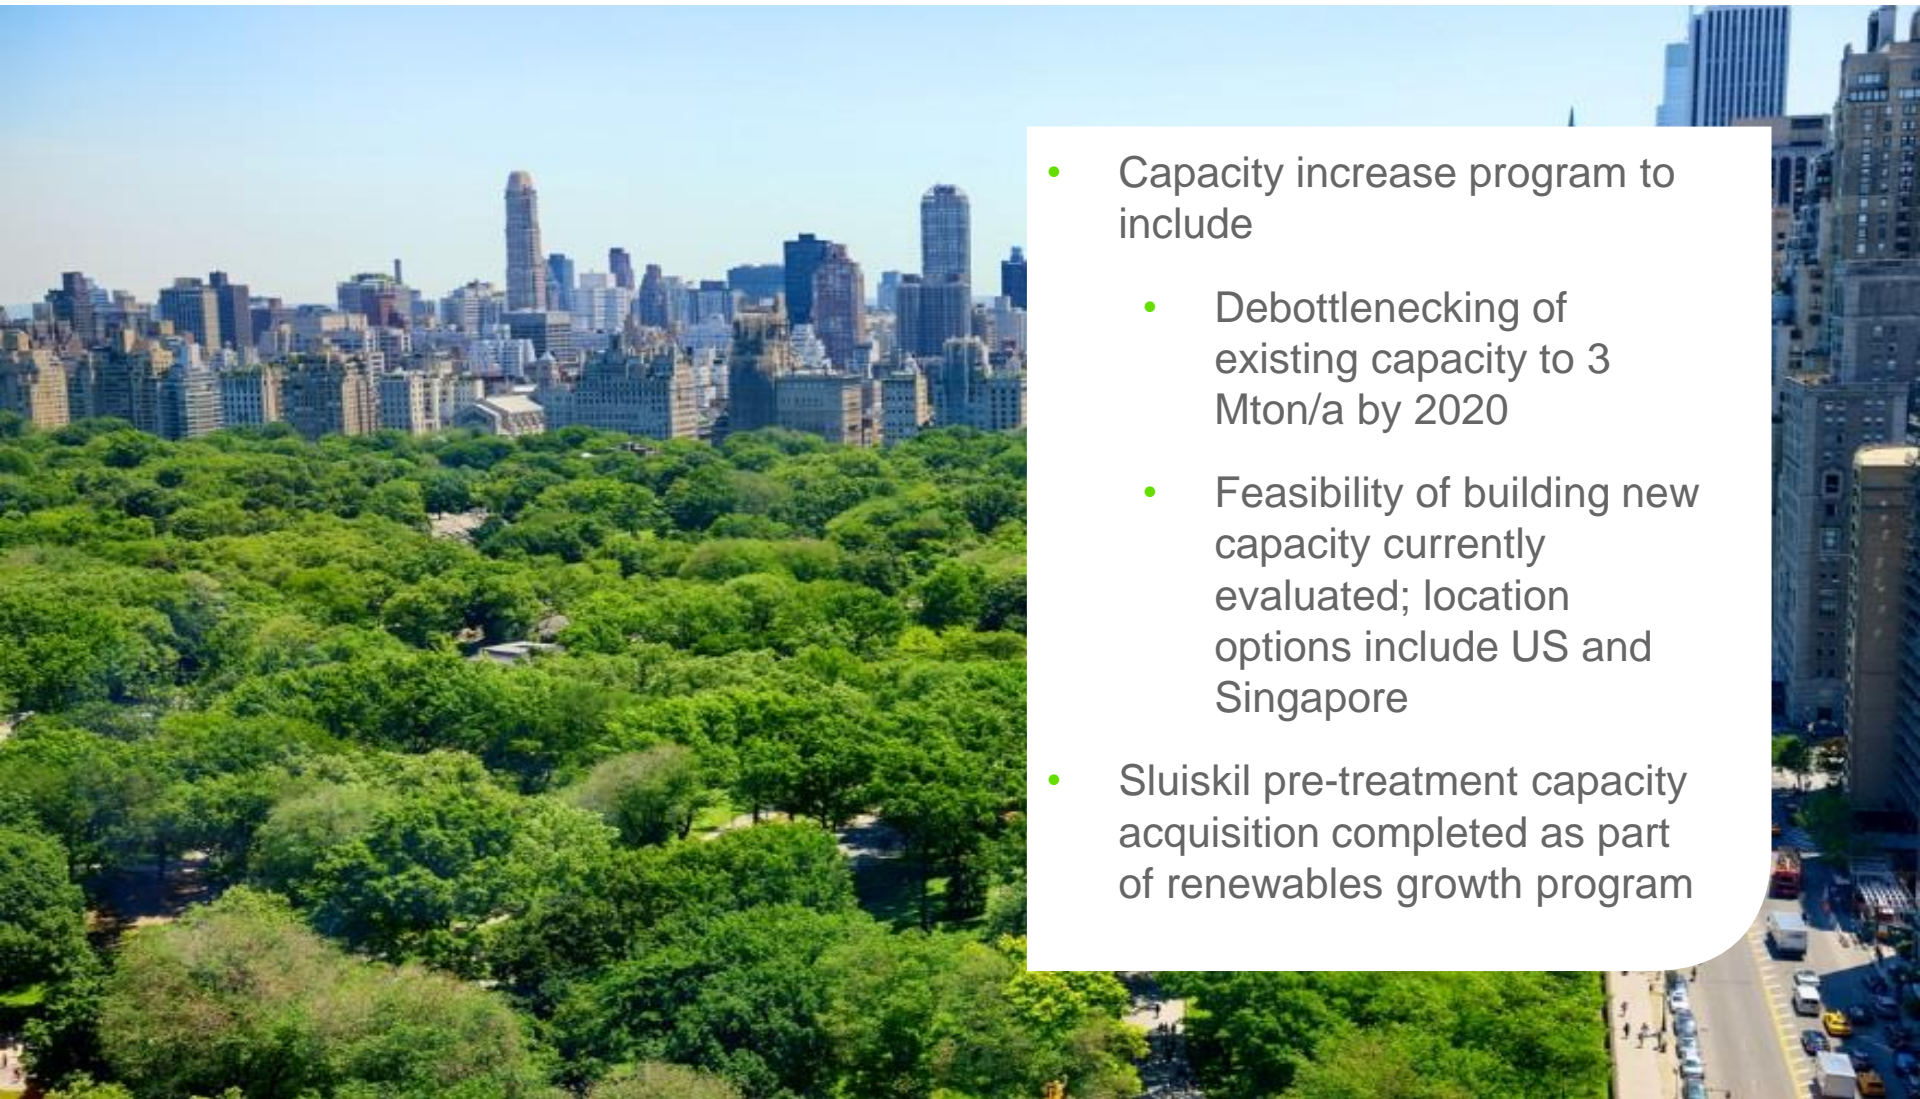 • Capacity increase program to
include
• Debottlenecking of
existing capacity to 3
Mton/a by 2020
• Feasibility of building new
capacity currently
evaluated; location
options include US and
Singapore
• Sluiskil pre-treatment capacity
acquisition completed as part
of renewables growth program